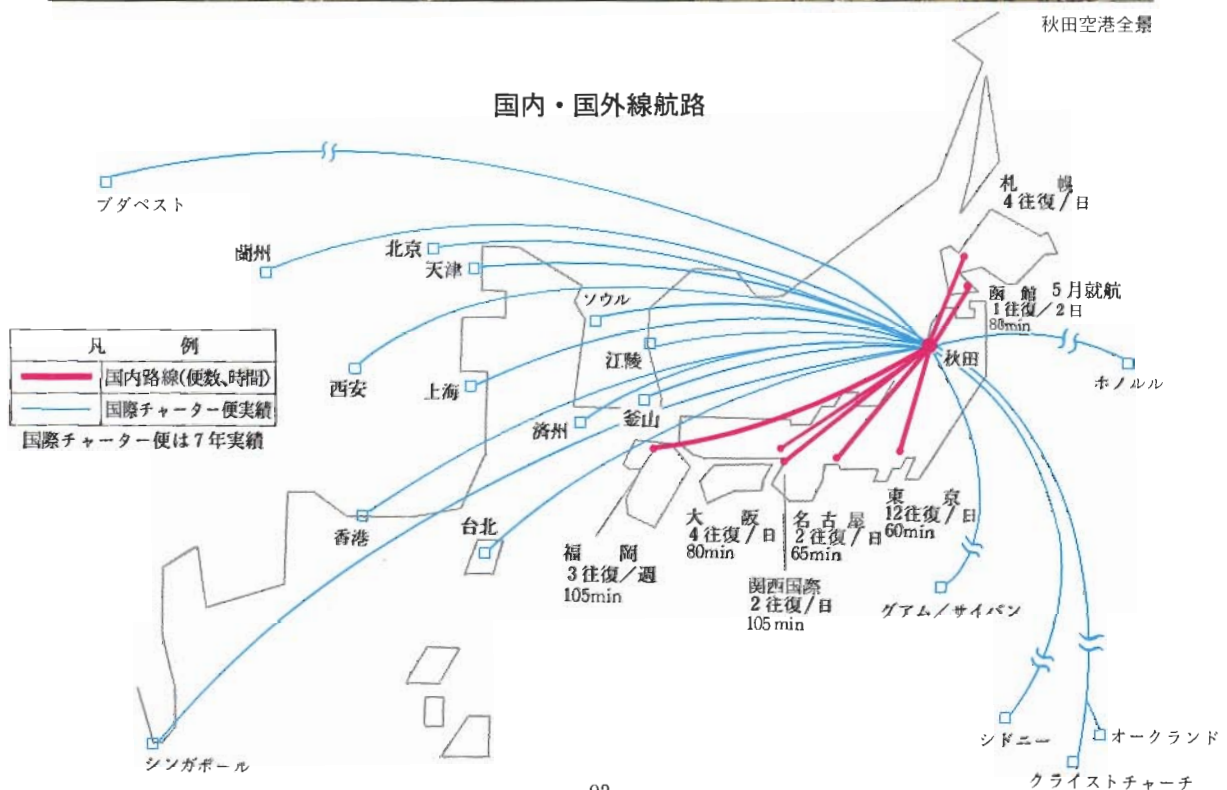 秋田空港全景
国内・国外線航路
ブダペスト
蘭州
北京
天津
ソウル
江陵
西安
上海
済州
釜山
香港
台北
シンガポール
札幌
4往復/日
函館 5月就航
1往復/2日
80min
秋田
ホノルル
凡例
国内路線(便数、時間)
国際チャーター便実績
国際チャーター便は7年実績
福岡
3往復/週
105min
大阪
4往復/日
80min
関西国際
2往復/日
105min
名古屋
2往復/日
65min
東京
12往復/日
60min
グアム/サイパン
シドニー
オークランド
クライストチャーチ